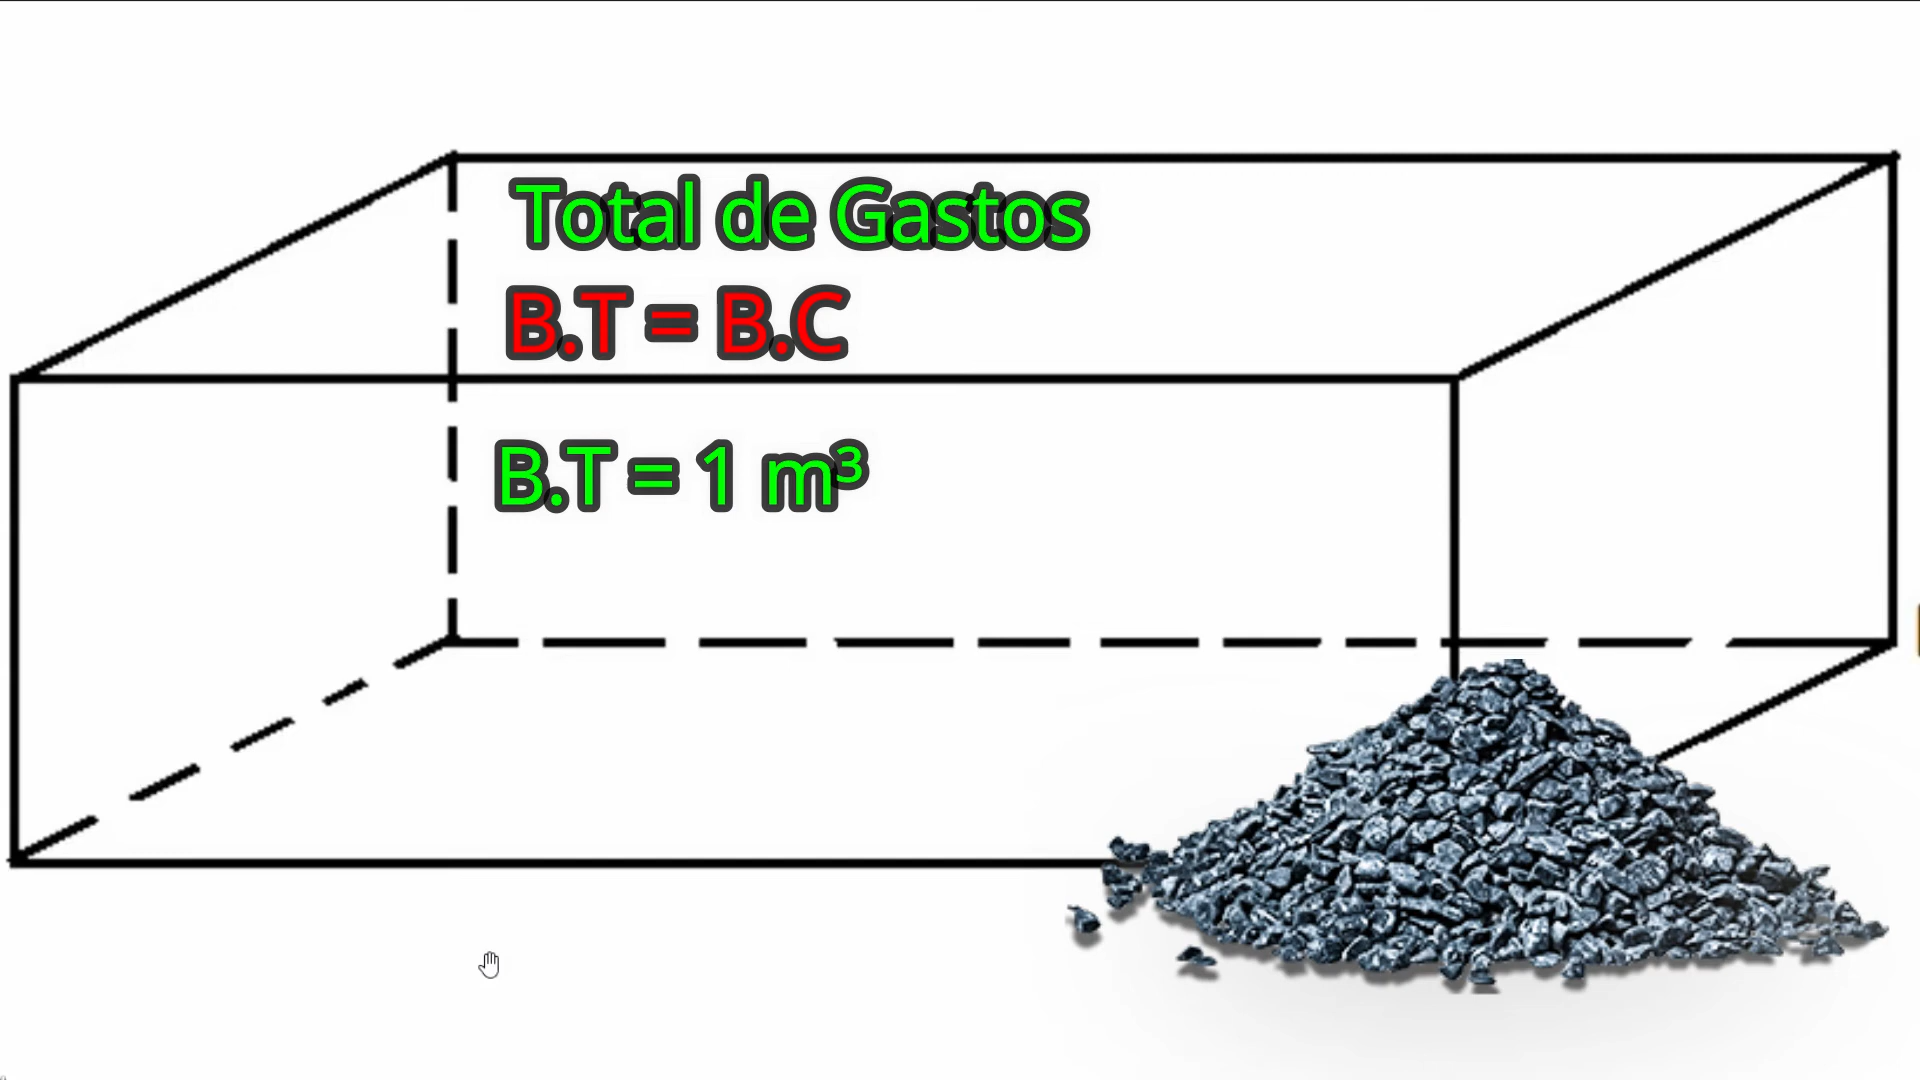 Total de Gastos
B.T = B.C
B.T = 1 m³